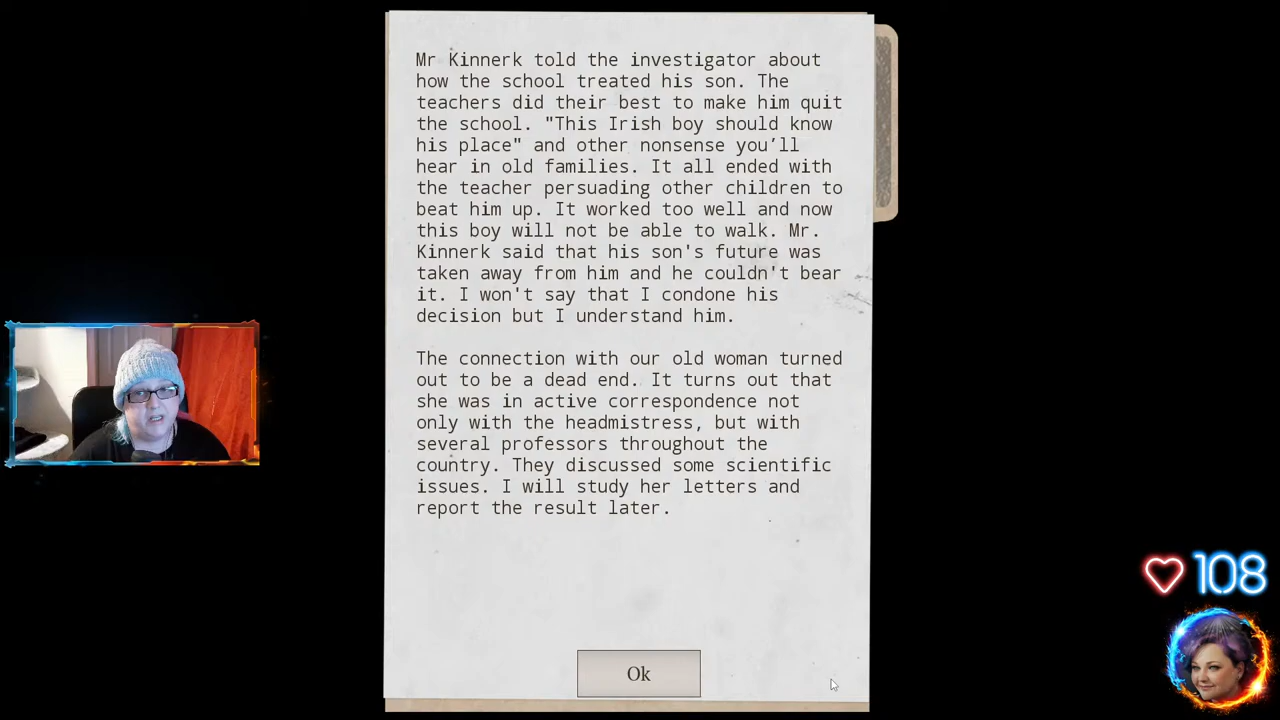 Mr Kinnerk told the investigator about
how the school treated his son. The
teachers did their best to make him quit
the school. "This Irish boy should know
his place" and other nonsense you’ll
hear in old families. It all ended with
the teacher persuading other children to
beat him up. It worked too well and now
this boy will not be able to walk. Mr.
Kinnerk said that his son's future was
taken away from him and he couldn't bear
it. I won't say that I condone his
decision but I understand him.
The connection with our old woman turned
out to be a dead end. It turns out that
she was in active correspondence not
only with the headmistress, but with
several professors throughout the
country. They discussed some scientific
issues. I will study her letters and
report the result later.
Ok
108